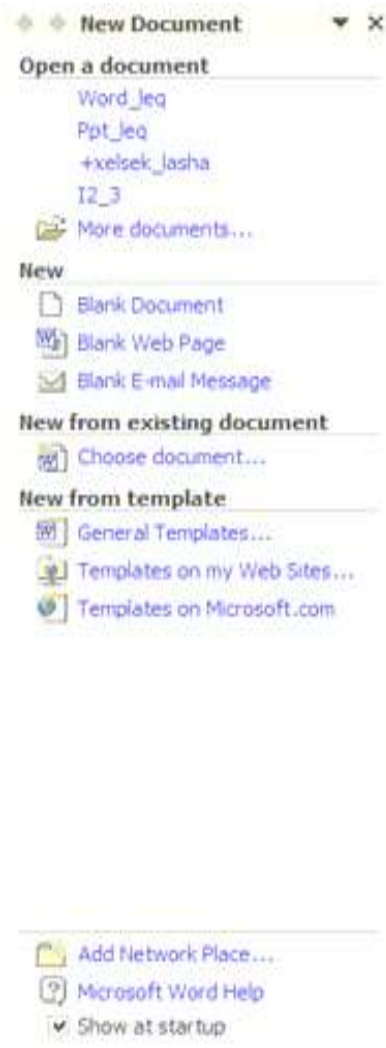 New Document
Open a document
Word_leq
Ppt_leq
+xelsek_lasha
I2_3
More documents...
New
Blank Document
Blank Web Page
Blank E-mail Message
New from existing document
Choose document...
New from template
General Templates...
Templates on my Web Sites...
Templates on Microsoft.com
Add Network Place...
Microsoft Word Help
Show at startup